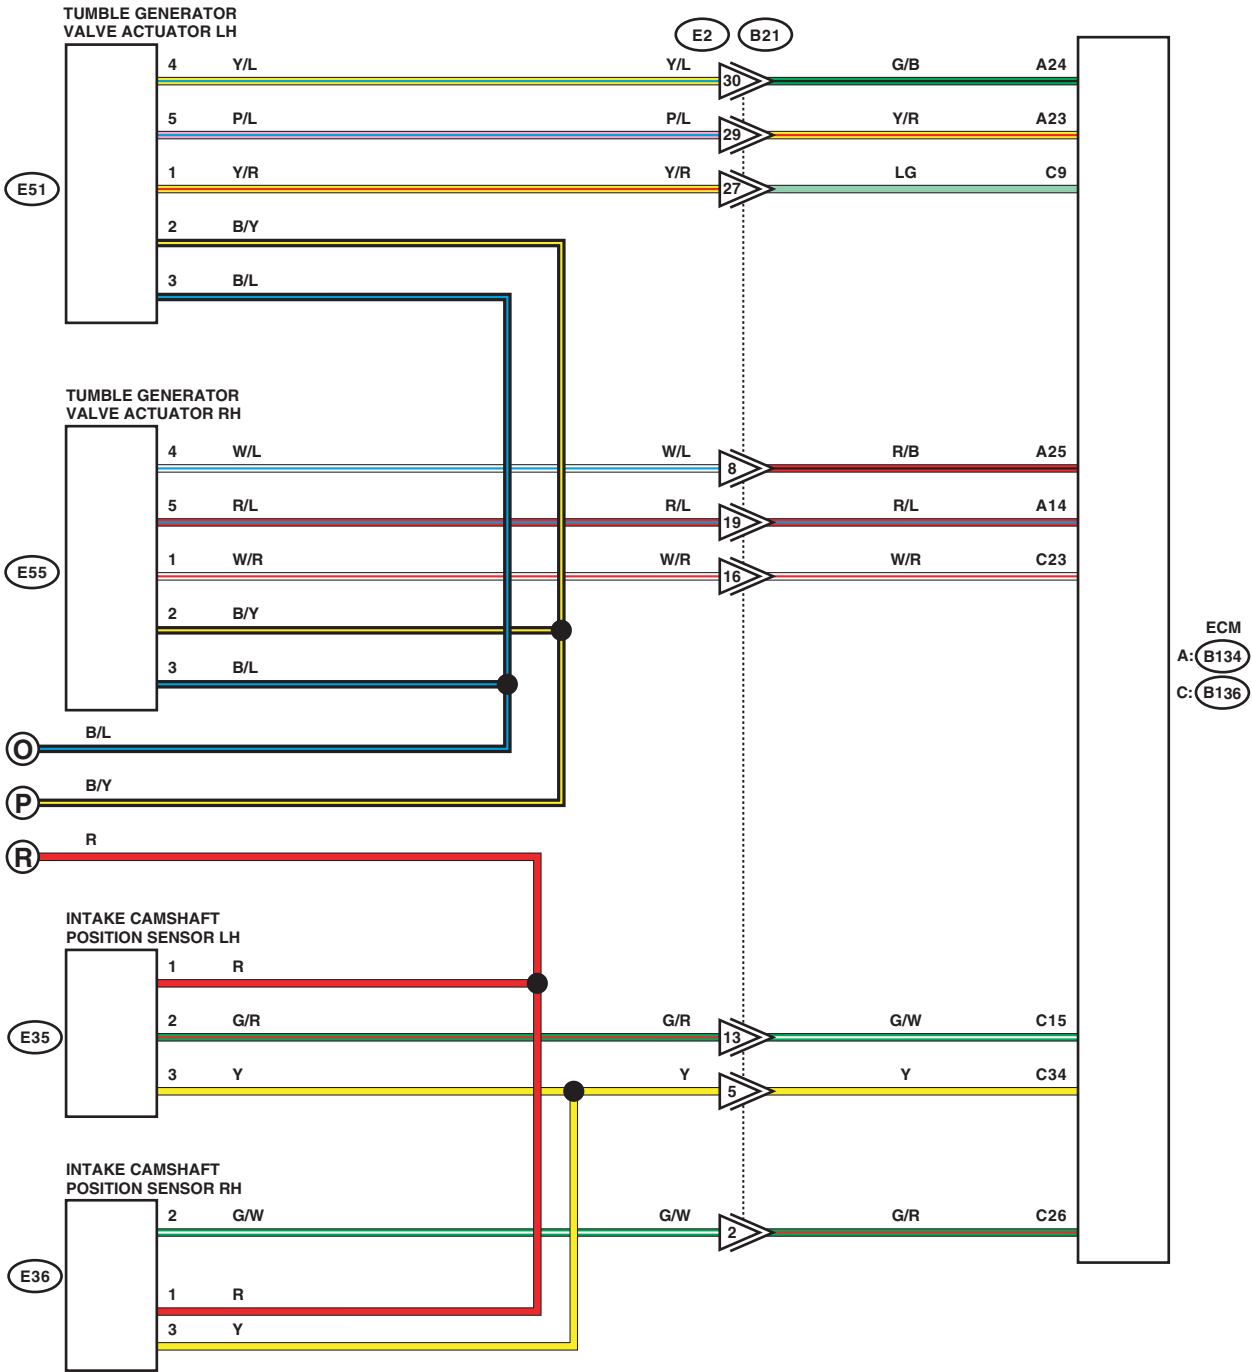 TUMBLE GENERATOR
VALVE ACTUATOR LH
E2 B21
4 Y/L Y/L 30 G/B A24
5 P/L P/L 29 Y/R A23
1 Y/R Y/R 27 LG C9
E51
2 B/Y
3 B/L
TUMBLE GENERATOR
VALVE ACTUATOR RH
4 W/L W/L 8 R/B A25
5 R/L R/L 19 R/L A14
1 W/R W/R 16 W/R C23
E55
2 B/Y
ECM
A: B134
3 B/L
C: B136
O B/L
P B/Y
R R
INTAKE CAMSHAFT
POSITION SENSOR LH
1 R
2 G/R G/R 13 G/W C15
E35
3 Y Y 5 Y C34
INTAKE CAMSHAFT
POSITION SENSOR RH
2 G/W G/W 2 G/R C26
E36
1 R
3 Y